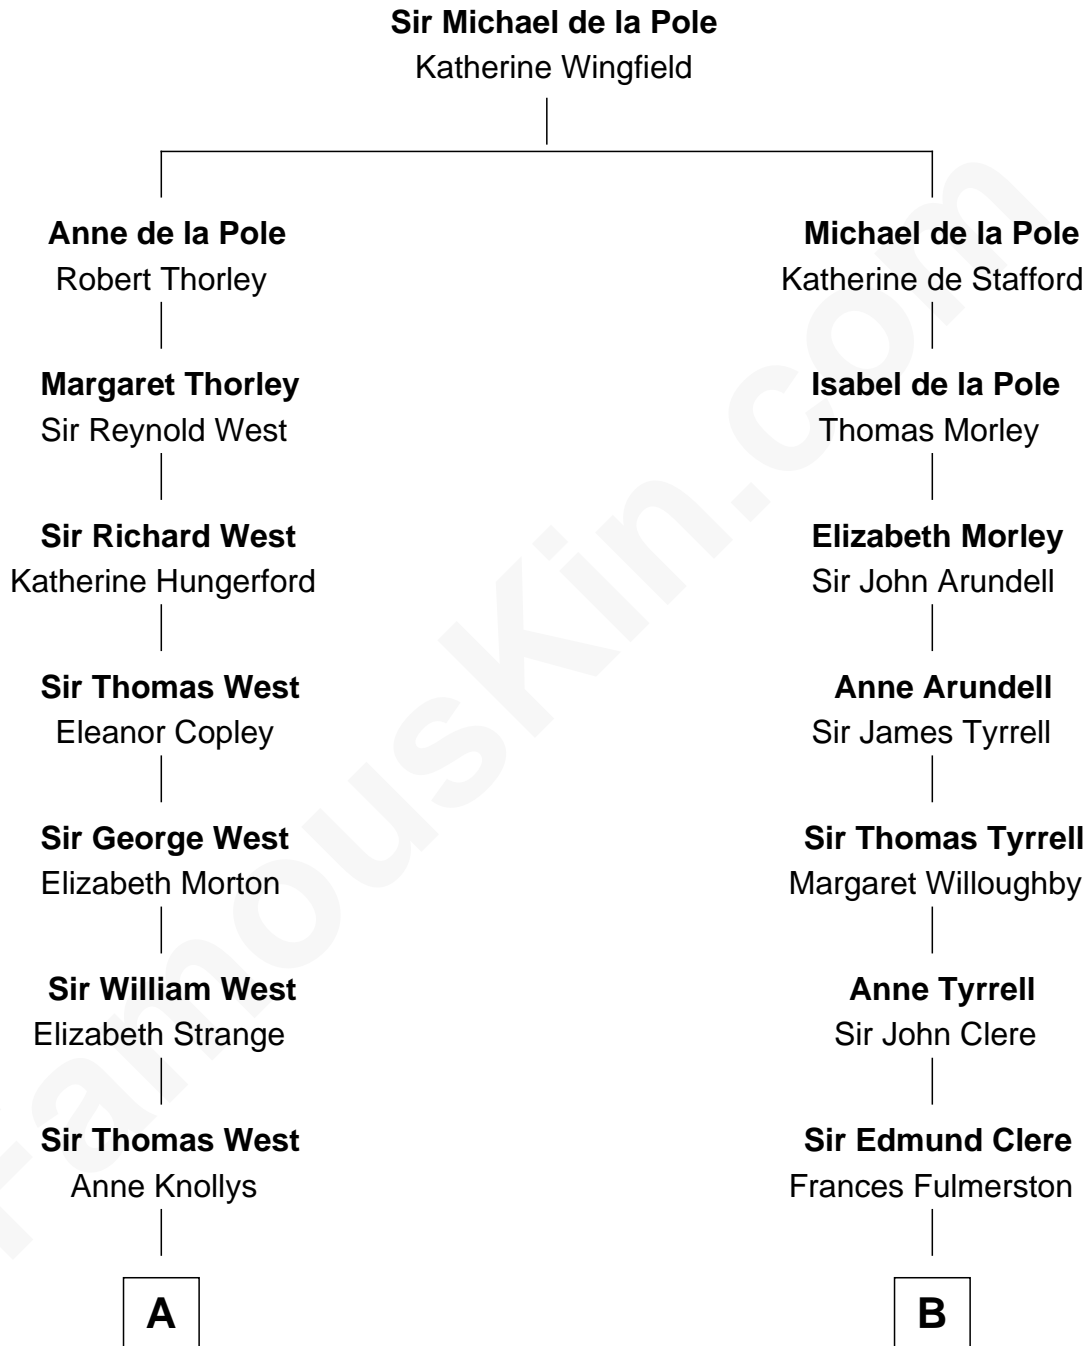 Sir Michael de la Pole
Katherine Wingfield
Anne de la Pole
Robert Thorley
Margaret Thorley
Sir Reynold West
Sir Richard West
Katherine Hungerford
Sir Thomas West
Eleanor Copley
Sir George West
Elizabeth Morton
Sir William West
Elizabeth Strange
Sir Thomas West
Anne Knollys
A
Michael de la Pole
Katherine de Stafford
Isabel de la Pole
Thomas Morley
Elizabeth Morley
Sir John Arundell
Anne Arundell
Sir James Tyrrell
Sir Thomas Tyrrell
Margaret Willoughby
Anne Tyrrell
Sir John Clere
Sir Edmund Clere
Frances Fulmerston
B
FamousKin.com